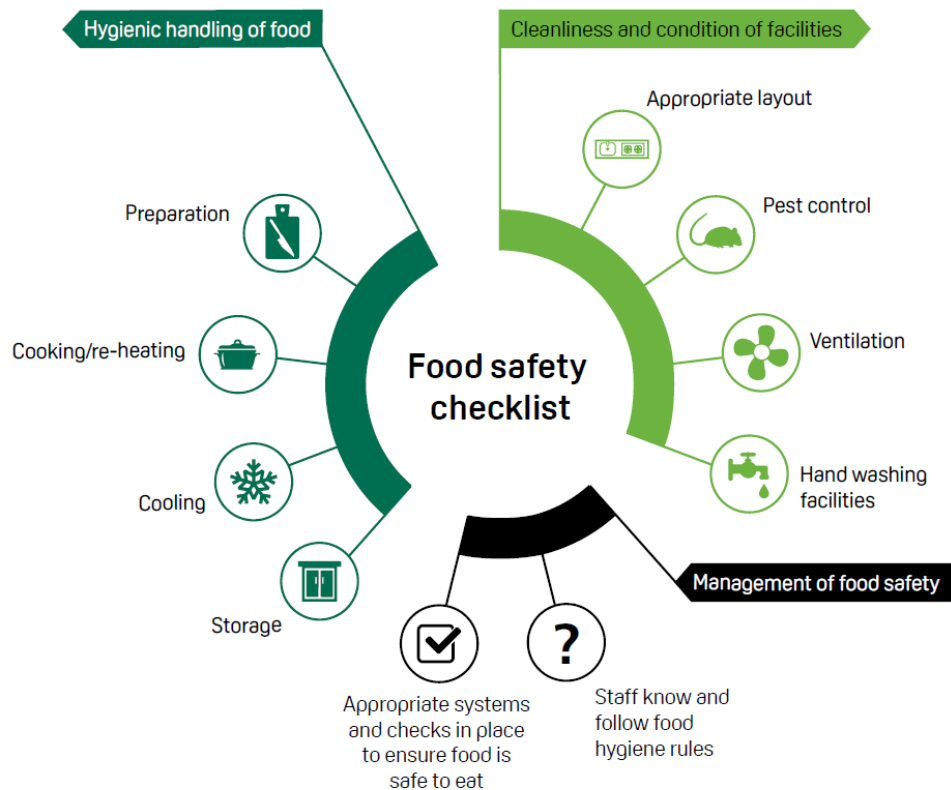 Hygienic handling of food
Cleanliness and condition of facilities
Appropriate layout
Preparation
Pest control
Cooking/re-heating
Ventilation
Food safety
checklist
Cooling
Hand washing
facilities
Storage
Management of food safety
?
Appropriate systems
and checks in place
to ensure food is
safe to eat
Staff know and
follow food
hygiene rules